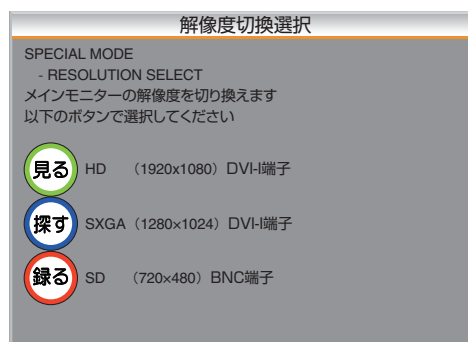 解像度切換選択
SPECIAL MODE
- RESOLUTION SELECT
メインモニターの解像度を切り換えます
以下のボタンで選択してください
見る HD （1920x1080）DVI-I端子
探す SXGA（1280×1024）DVI-I端子
録る SD （720×480）BNC端子